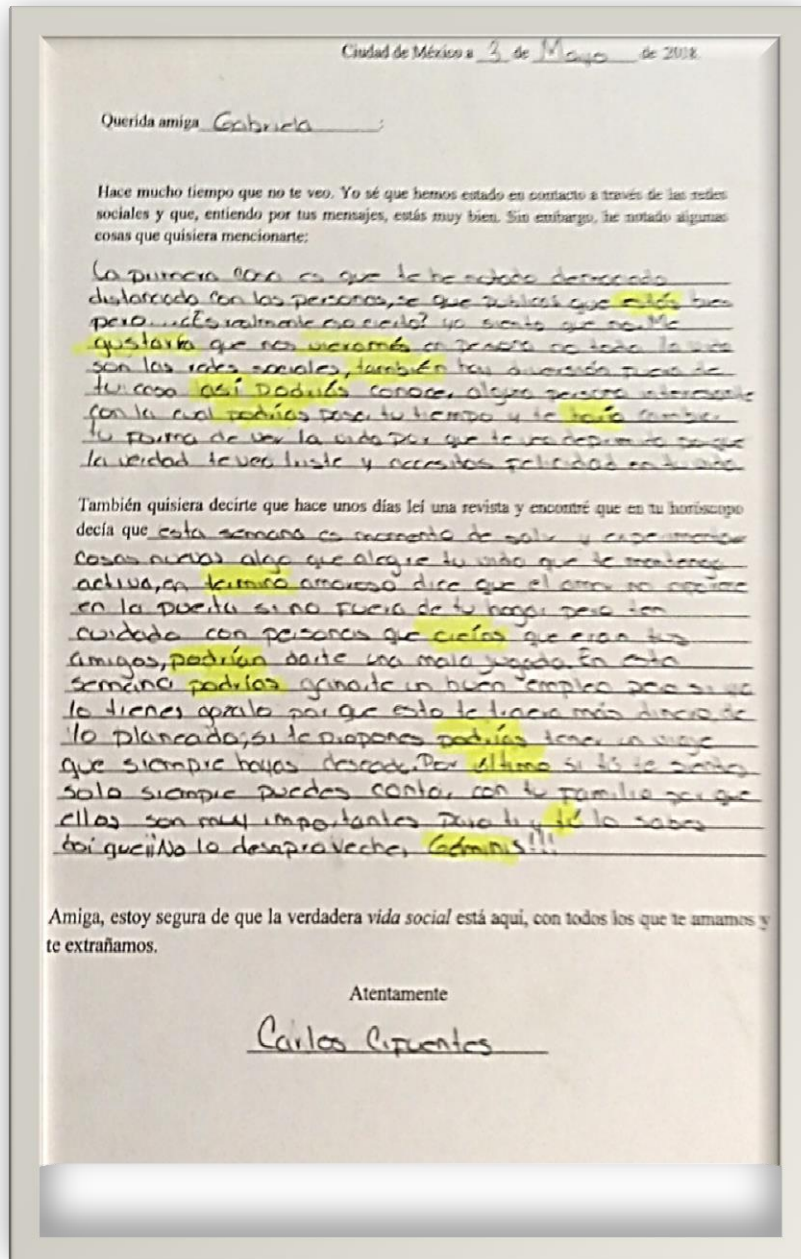 Ciudad de México a 3 de Mayo de 2018
Querida amiga Gabriela :
Hace mucho tiempo que no te veo. Yo sé que hemos estado en contacto a través de las redes
sociales y que, entiendo por tus mensajes, estás muy bien. Sin embargo, he notado algunas
cosas que quisiera mencionarte:
La primera cosa es que te he notado demasiado
distanciado con las personas, se que publicas que estás bien
pero... ¿Es realmente eso cierto? yo siento que no. Me
gustaría que nos vieramós en persona no toda la vida
son las redes sociales, también hay diversión fuera de
tu casa así podrías conocer alguna persona interesante
con la cual podrías pasar tu tiempo y te haría cambiar
tu forma de ver la vida por que te veo deprimido porque
la verdad te veo triste y necesitas felicidad en tu vida
También quisiera decirte que hace unos días leí una revista y encontré que en tu horóscopo
decía que esta semana es momento de salir y experimentar
cosas nuevas algo que alegre tu vida que te mantenga
activa, en termino amoroso dice que el amor no
en la puerta si no fuera de tu hogar pero ten
cuidado con personas que creías que eran tus
amigos, podrían darte una mala jugada. En esta
semana podrías ganarte un buen empleo pero si ya
lo tienes gozalo por que esto te más dinero de
lo planeado; si te propones podrías tener un viaje
que siempre hayas deseado. Por último si tú te sientes
solo siempre puedes contar con tu familia por que
ellos son muy importantes para ti y tú lo sabes
así que ¡¡No lo desaproveches Géminis!!!
Amiga, estoy segura de que la verdadera vida social está aquí, con todos los que te amamos y
te extrañamos.
Atentamente
Carlos Cifuentes